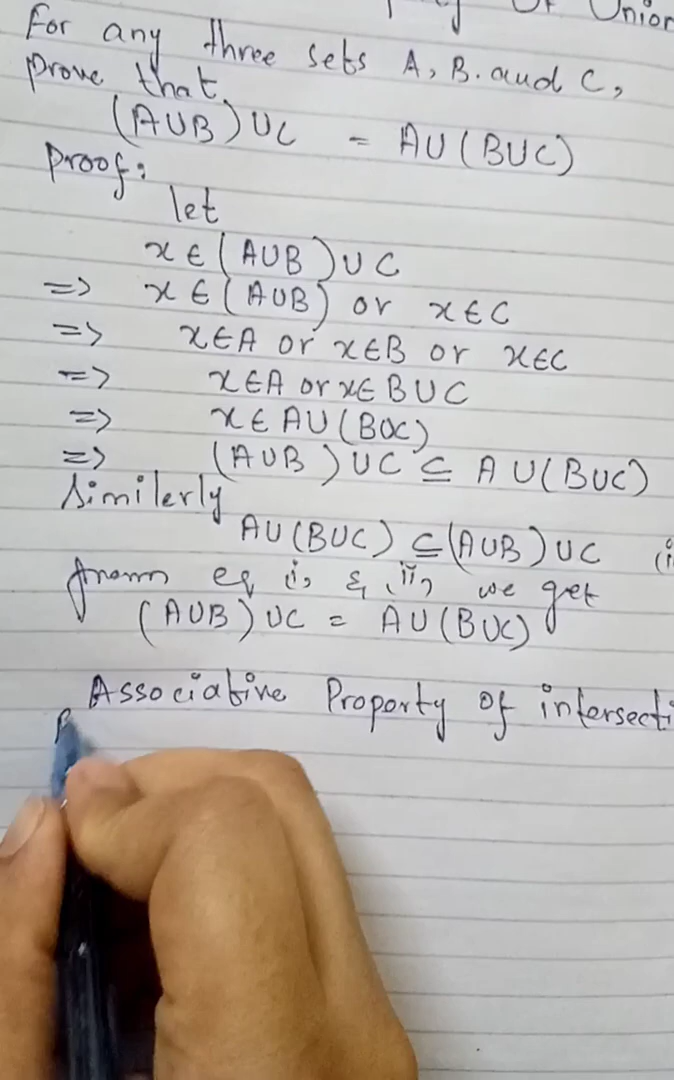 Of Union
For any three sets A, B. and C,
Prove that
(AUB)UC = AU(BUC)
Proof:
let
x ∈ (AUB)UC
=> x ∈ (AUB) or x ∈ C
=> x∈A or x∈B or x∈C
=> x∈A or x∈ BUC
=> x ∈ AU(BUC)
=> (AUB)UC ⊆ AU(BUC)
Similerly
AU(BUC) ⊆ (AUB)UC (i
from eq i, & ii, we get
(AUB)UC = AU(BUC)
Associative Property of intersecti